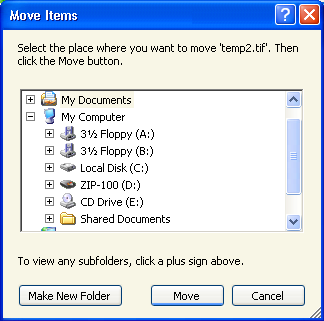 Move Items
Select the place where you want to move 'temp2.tif'. Then
click the Move button.
My Documents
My Computer
3½ Floppy (A:)
3½ Floppy (B:)
Local Disk (C:)
ZIP-100 (D:)
CD Drive (E:)
Shared Documents
To view any subfolders, click a plus sign above.
Make New Folder
Move
Cancel